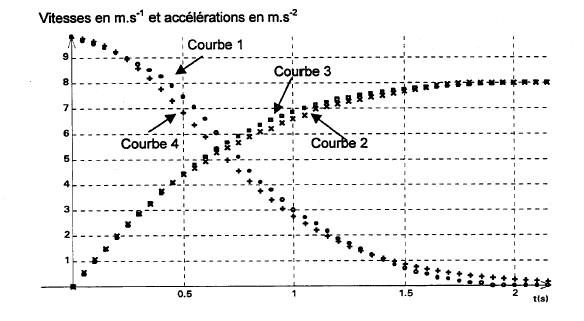 Vitesses en m.s⁻¹ et accélérations en m.s⁻²
9
Courbe 1
8
Courbe 3
7
Courbe 4
Courbe 2
6
5
4
3
2
1
0.5
1
1.5
2
t(s)